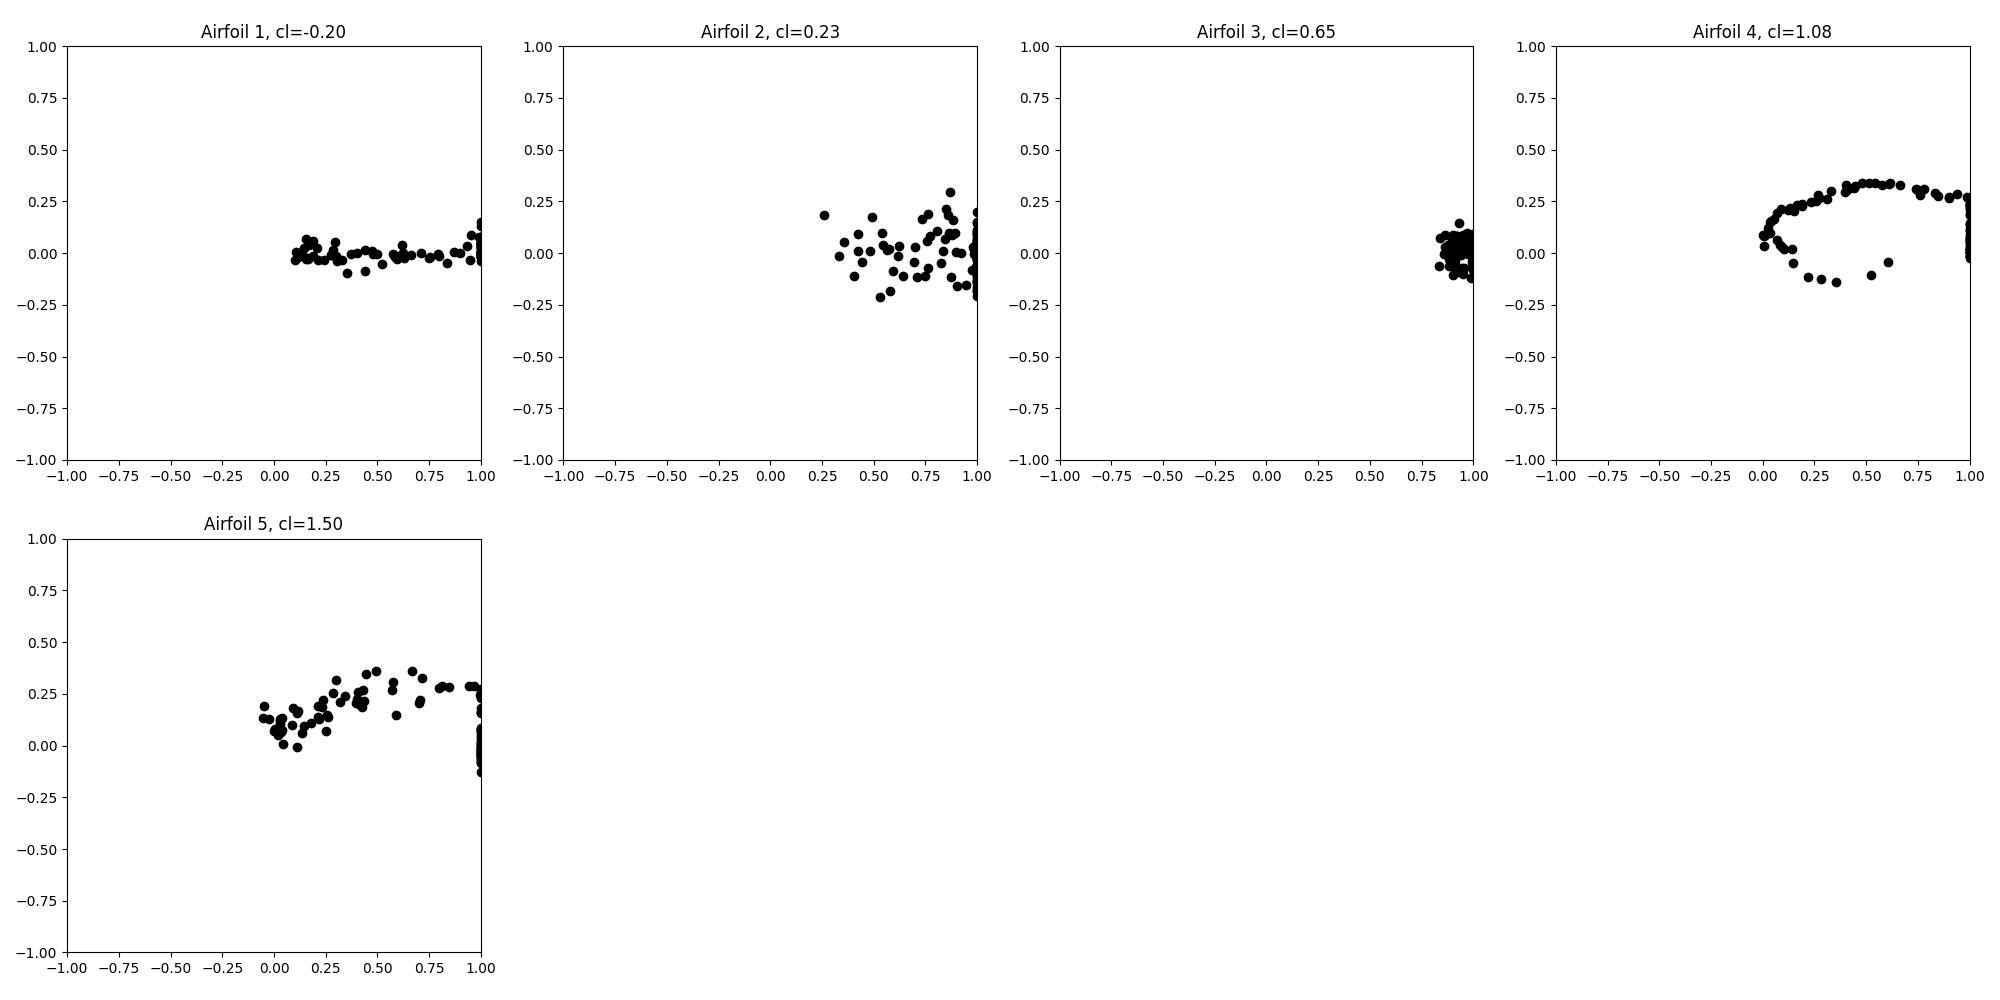 Airfoil 1, cl=-0.20
Airfoil 2, cl=0.23
Airfoil 3, cl=0.65
Airfoil 4, cl=1.08
1.00 1.00 1.00 1.00
0.75 0.75 0.75 0.75
0.50 0.50 0.50 0.50
0.25 0.25 0.25 0.25
0.00 0.00 0.00 0.00
−0.25 −0.25 −0.25 −0.25
−0.50 −0.50 −0.50 −0.50
−0.75 −0.75 −0.75 −0.75
−1.00 −1.00 −1.00 −1.00
−1.00 −0.75 −0.50 −0.25 0.00 0.25 0.50 0.75 1.00
−1.00 −0.75 −0.50 −0.25 0.00 0.25 0.50 0.75 1.00
−1.00 −0.75 −0.50 −0.25 0.00 0.25 0.50 0.75 1.00
−1.00 −0.75 −0.50 −0.25 0.00 0.25 0.50 0.75 1.00
Airfoil 5, cl=1.50
1.00
0.75
0.50
0.25
0.00
−0.25
−0.50
−0.75
−1.00
−1.00 −0.75 −0.50 −0.25 0.00 0.25 0.50 0.75 1.00